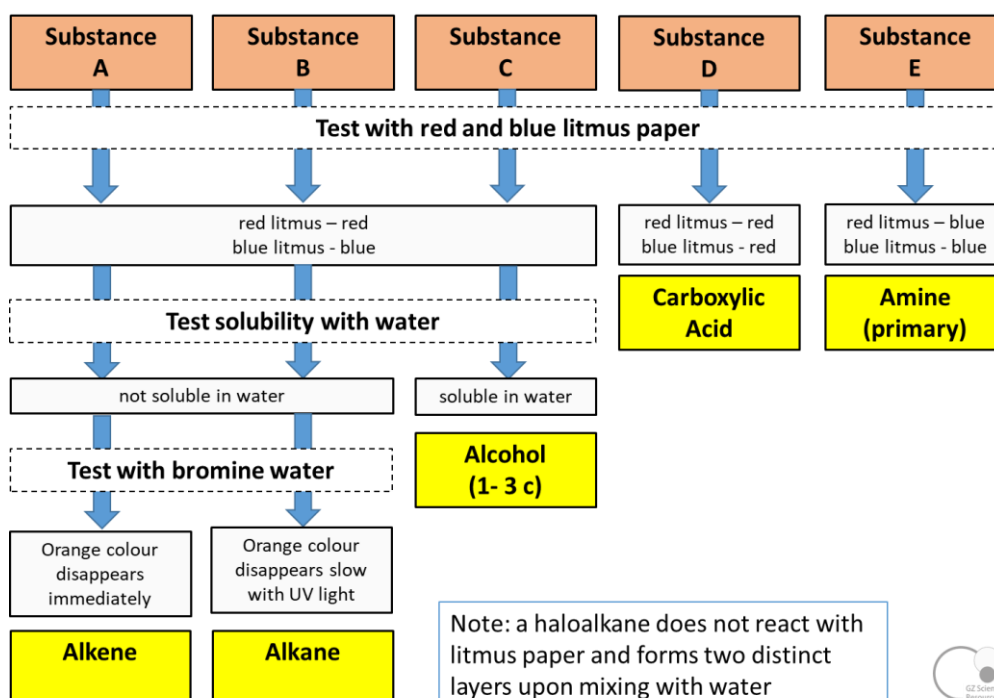 Substance
A
Substance
B
Substance
C
Substance
D
Substance
E
Test with red and blue litmus paper
red litmus – red
blue litmus - blue
red litmus – red
blue litmus - red
red litmus – blue
blue litmus - blue
Carboxylic
Acid
Amine
(primary)
Test solubility with water
not soluble in water
soluble in water
Alcohol
(1- 3 c)
Test with bromine water
Orange colour
disappears
immediately
Orange colour
disappears slow
with UV light
Alkene
Alkane
Note: a haloalkane does not react with
litmus paper and forms two distinct
layers upon mixing with water
GZ Scien